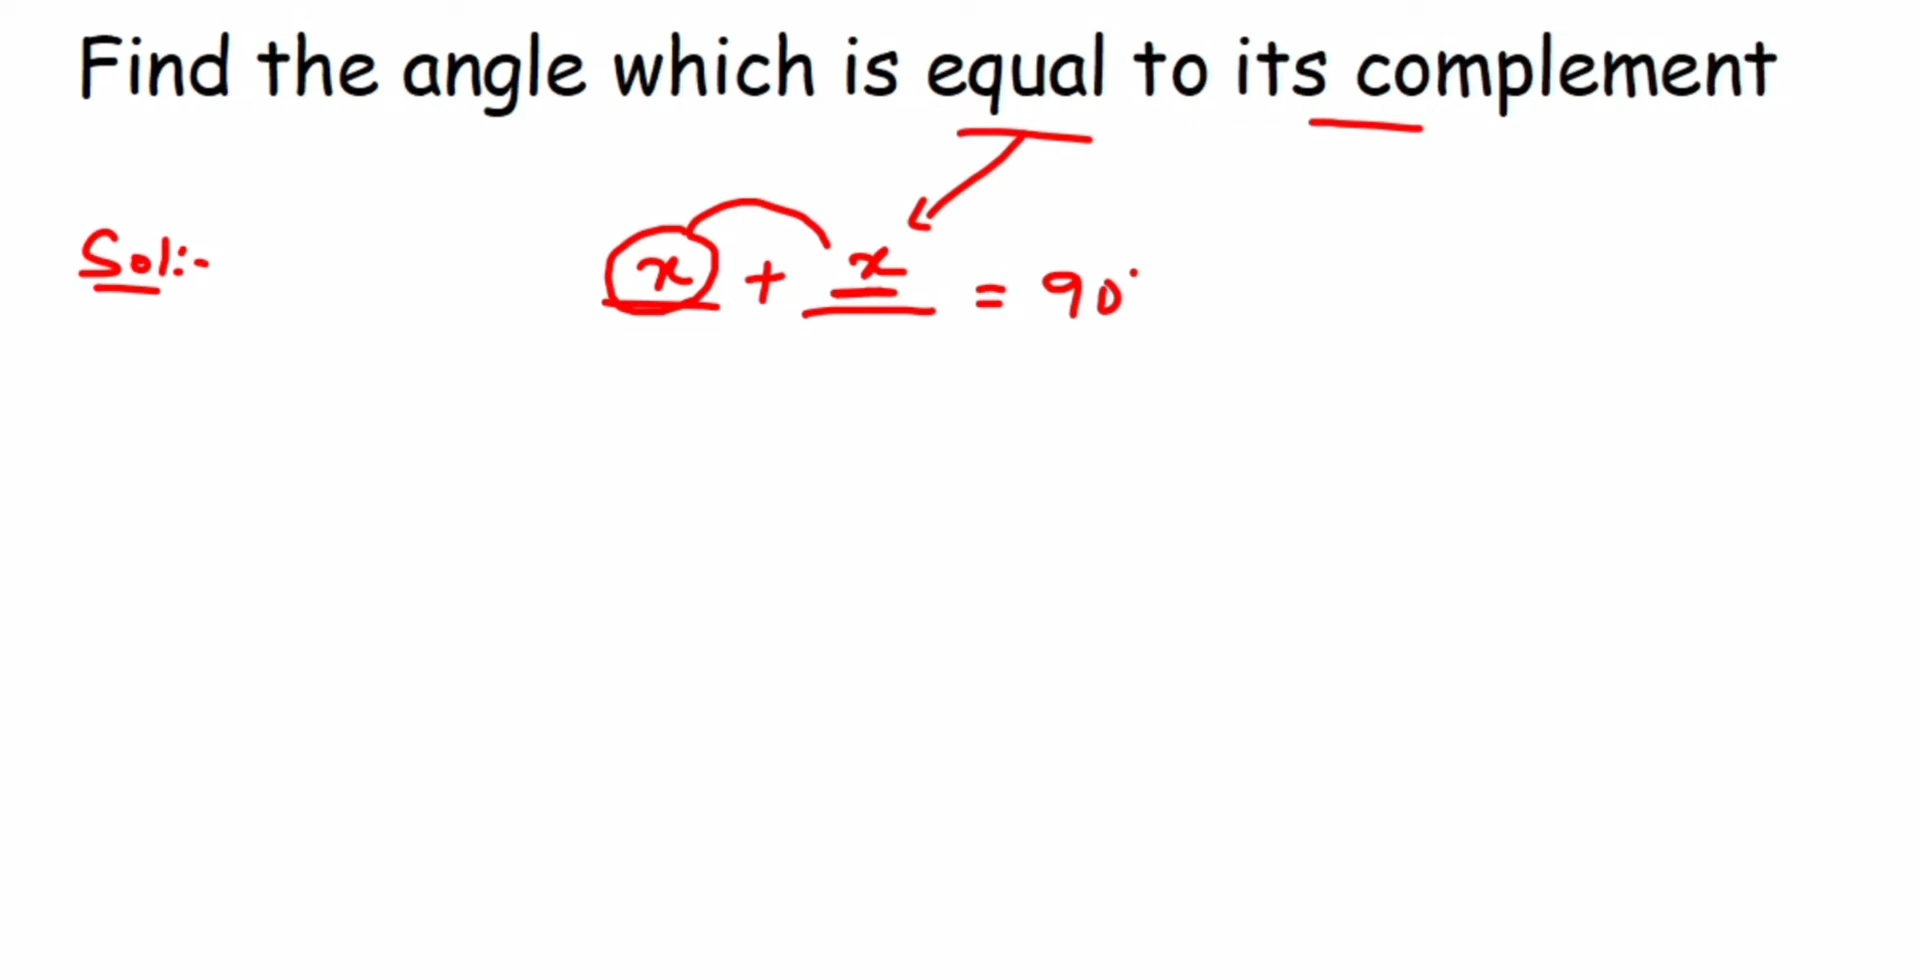 Find the angle which is equal to its complement
Sol:-
x + x = 90°